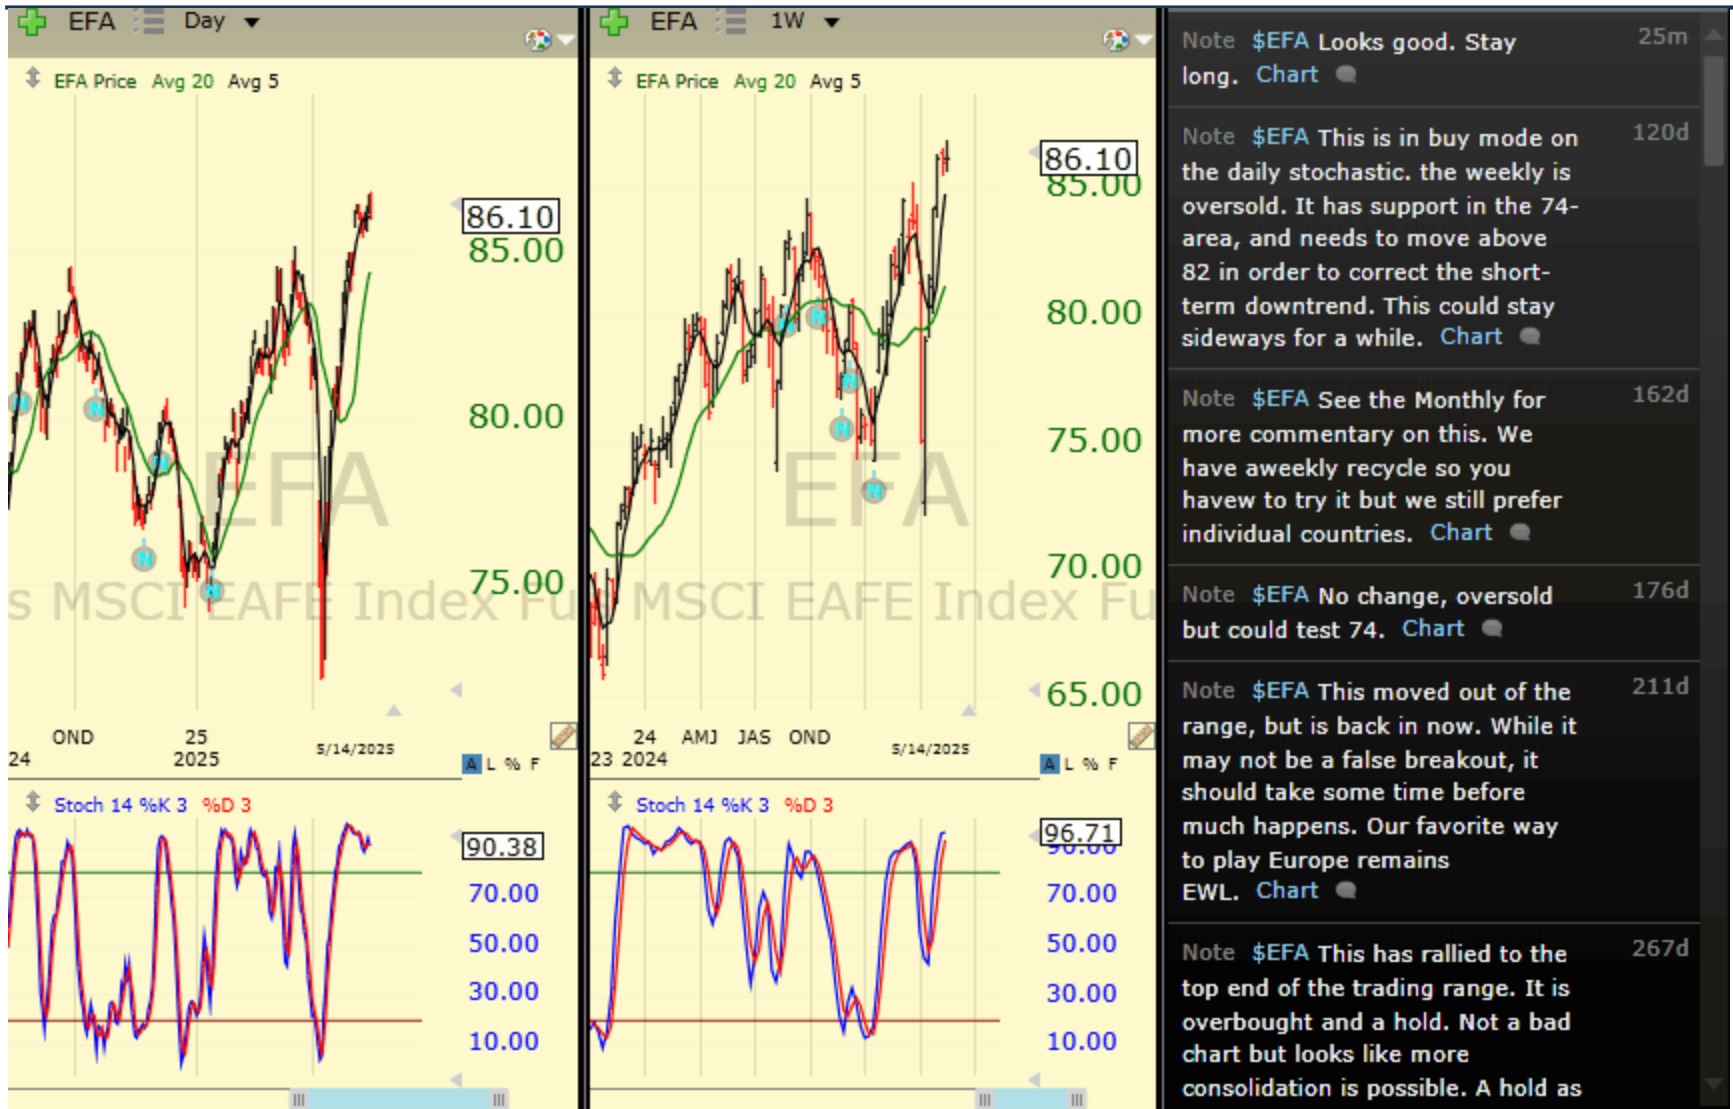 EFA Day
EFA Price Avg 20 Avg 5
86.10
85.00
80.00
75.00
EFA
s MSCI EAFE Index Fu
N
N
N
N
N
OND 25
24 2025 5/14/2025
A L % F
Stoch 14 %K 3 %D 3
90.38
70.00
50.00
30.00
10.00
EFA 1W
EFA Price Avg 20 Avg 5
86.10
85.00
80.00
75.00
70.00
65.00
EFA
MSCI EAFE Index Fu
N
N
N
N
N
24 AMJ JAS OND
23 2024 5/14/2025
A L % F
Stoch 14 %K 3 %D 3
96.71
90.00
70.00
50.00
30.00
10.00
Note $EFA Looks good. Stay 25m
long. Chart
Note $EFA This is in buy mode on 120d
the daily stochastic. the weekly is
oversold. It has support in the 74-
area, and needs to move above
82 in order to correct the short-
term downtrend. This could stay
sideways for a while. Chart
Note $EFA See the Monthly for 162d
more commentary on this. We
have aweekly recycle so you
havew to try it but we still prefer
individual countries. Chart
Note $EFA No change, oversold 176d
but could test 74. Chart
Note $EFA This moved out of the 211d
range, but is back in now. While it
may not be a false breakout, it
should take some time before
much happens. Our favorite way
to play Europe remains
EWL. Chart
Note $EFA This has rallied to the 267d
top end of the trading range. It is
overbought and a hold. Not a bad
chart but looks like more
consolidation is possible. A hold as